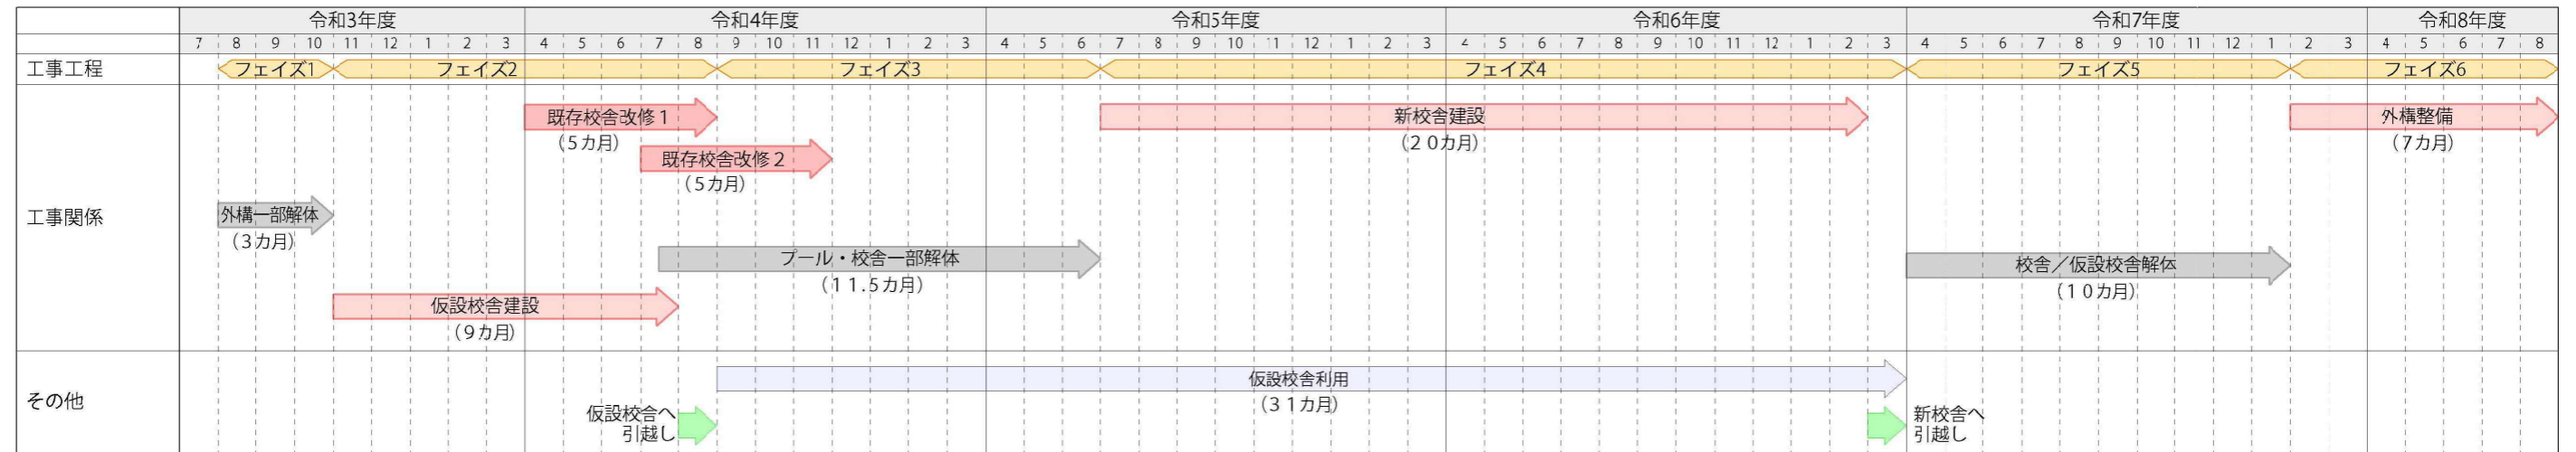 令和3年度 令和4年度 令和5年度 令和6年度 令和7年度 令和8年度
7 8 9 10 11 12 1 2 3 4 5 6 7 8 9 10 11 12 1 2 3 4 5 6 7 8 9 10 11 12 1 2 3 4 5 6 7 8 9 10 11 12 1 2 3 4 5 6 7 8 9 10 11 12 1 2 3 4 5 6 7 8
工事工程 フェイズ1 フェイズ2 フェイズ3 フェイズ4 フェイズ5 フェイズ6
既存校舎改修1 新校舎建設 外構整備
(5カ月) (20カ月) (7カ月)
既存校舎改修2
(5カ月)
工事関係 外構一部解体
(3カ月)
プール・校舎一部解体 校舎/仮設校舎解体
(11.5カ月) (10カ月)
仮設校舎建設
(9カ月)
仮設校舎利用
(31カ月)
その他
仮設校舎へ 新校舎へ
引越し 引越し